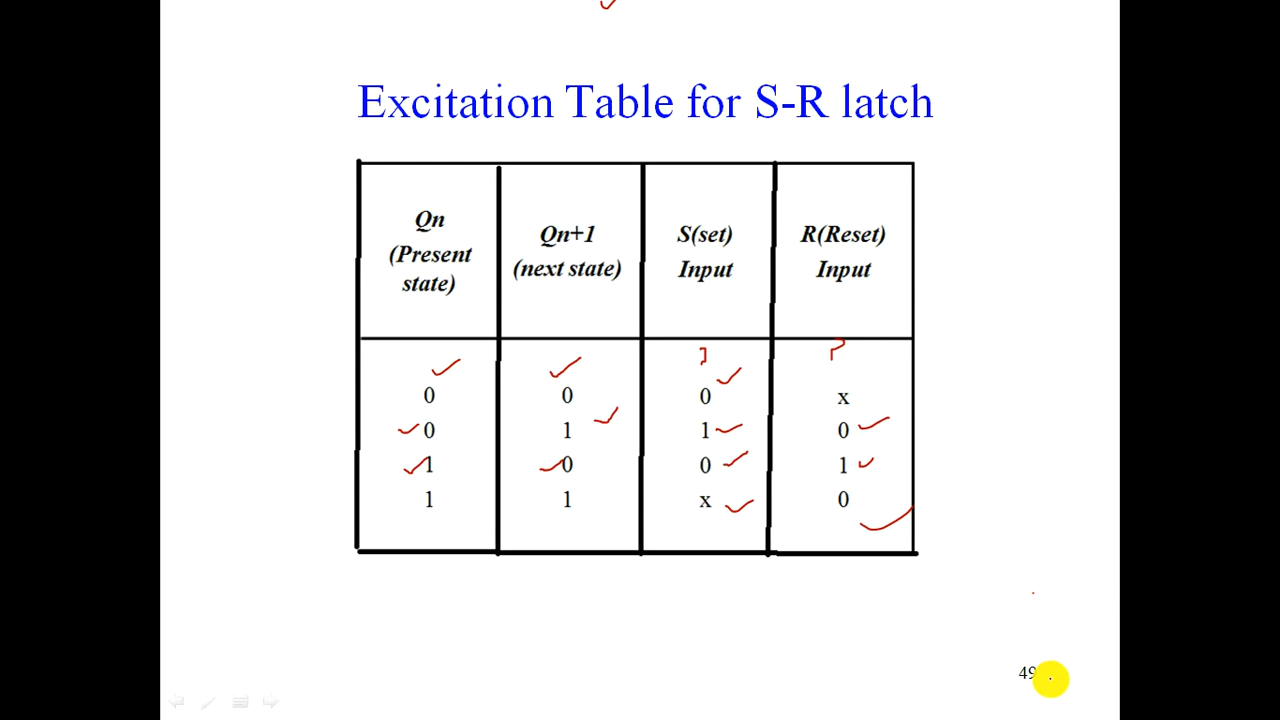 Excitation Table for S-R latch
Qn (Present state) Qn+1 (next state) S(set) Input R(Reset) Input
0 0 0 x
0 1 1 0
1 0 0 1
1 1 x 0
49